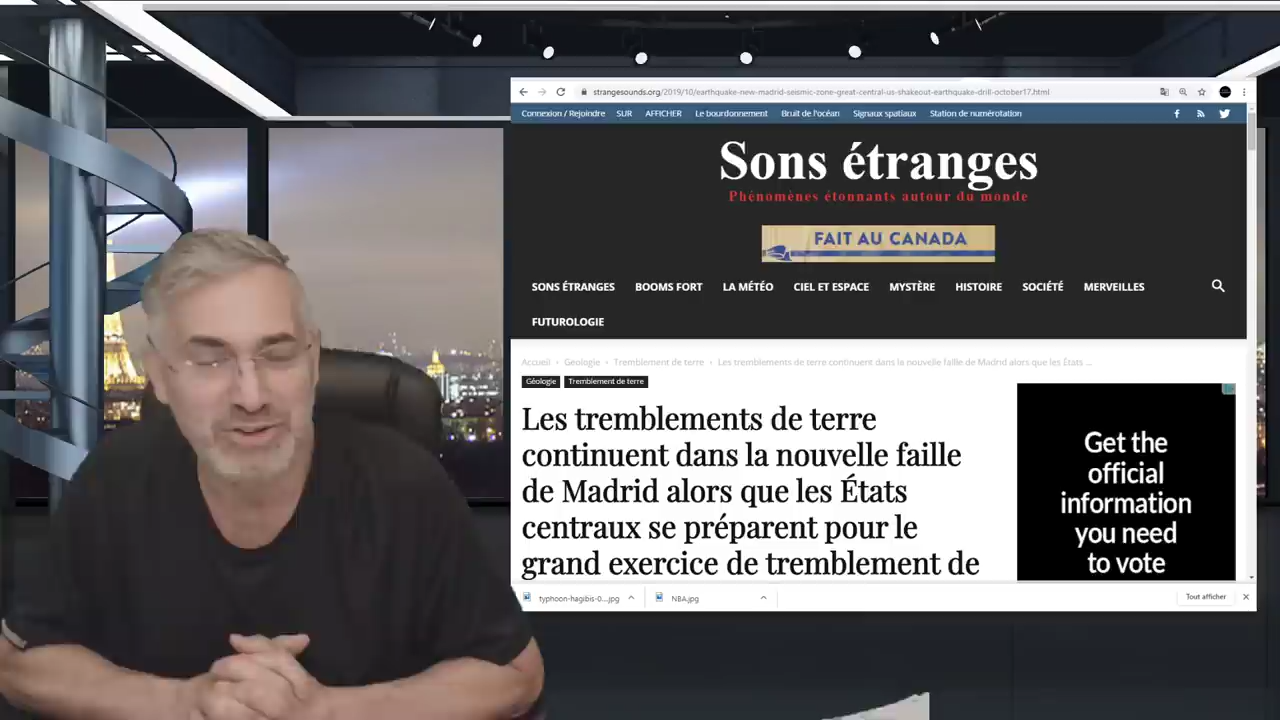 strangesounds.org/2019/10/earthquake-new-madrid-seismic-zone-great-central-us-shakeout-earthquake-drill-october17.html
Connexion / Rejoindre SUR AFFICHER Le bourdonnement Bruit de l'océan Signaux spatiaux Station de numérotation
Sons étranges
Phénomènes étonnants autour du monde
FAIT AU CANADA
SONS ÉTRANGES BOOMS FORT LA MÉTÉO CIEL ET ESPACE MYSTÈRE HISTOIRE SOCIÉTÉ MERVEILLES
FUTUROLOGIE
Accueil › Geologie › Tremblement de terre › Les tremblements de terre continuent dans la nouvelle faille de Madrid alors que les États ...
Géologie Tremblement de terre
Les tremblements de terre
continuent dans la nouvelle faille
de Madrid alors que les États
centraux se préparent pour le
grand exercice de tremblement de
Get the
official
information
you need
to vote
typhoon-hagibis-0....jpg NBA.jpg Tout afficher